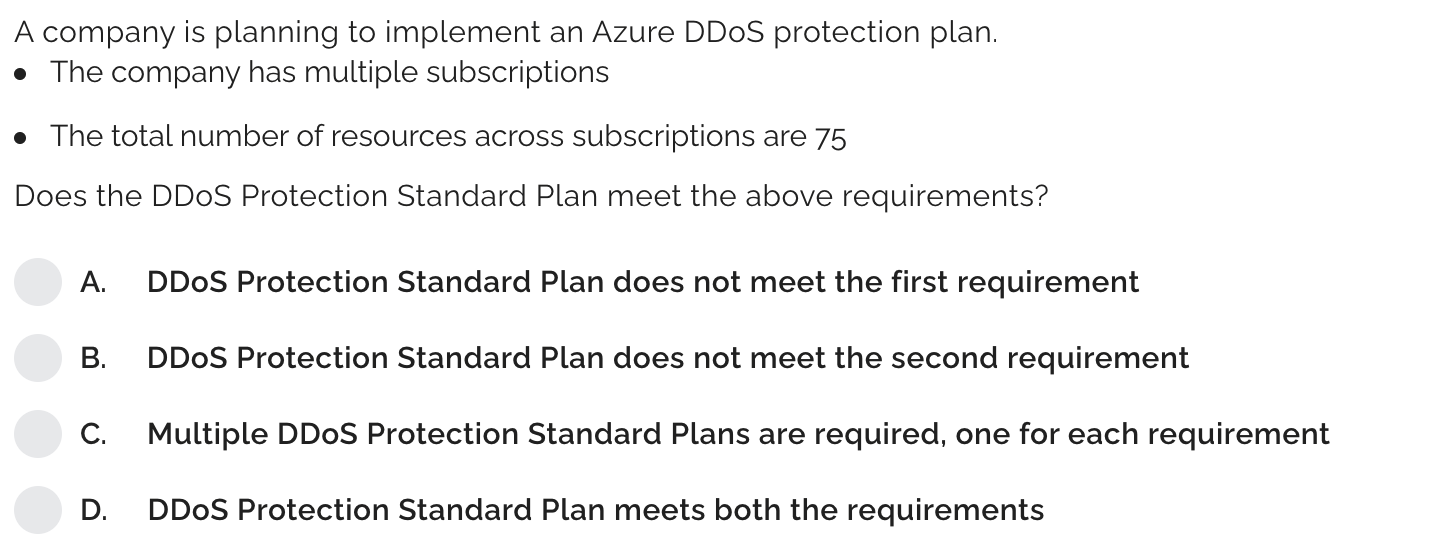 A company is planning to implement an Azure DDoS protection plan.
• The company has multiple subscriptions
• The total number of resources across subscriptions are 75
Does the DDoS Protection Standard Plan meet the above requirements?
A. DDoS Protection Standard Plan does not meet the first requirement
B. DDoS Protection Standard Plan does not meet the second requirement
C. Multiple DDoS Protection Standard Plans are required, one for each requirement
D. DDoS Protection Standard Plan meets both the requirements